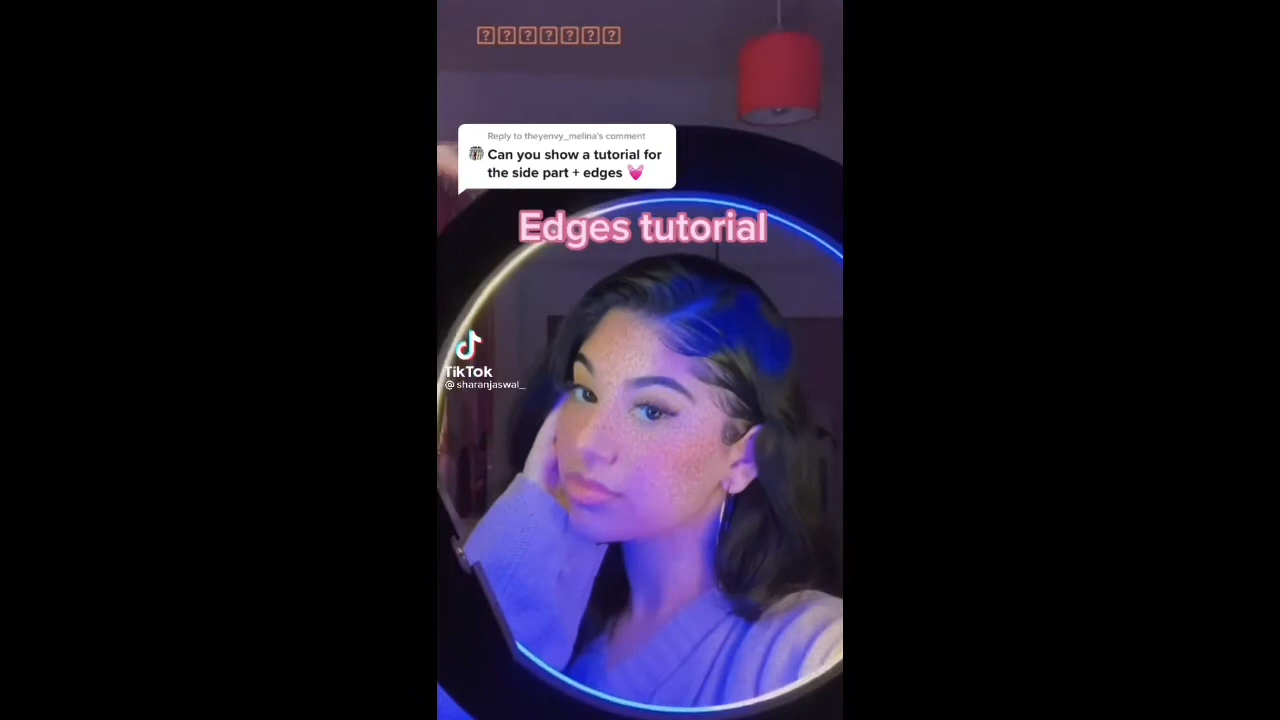 Reply to theyenvy_melina's comment
Can you show a tutorial for
the side part + edges 💓
Edges tutorial
TikTok
@sharanjaswal_